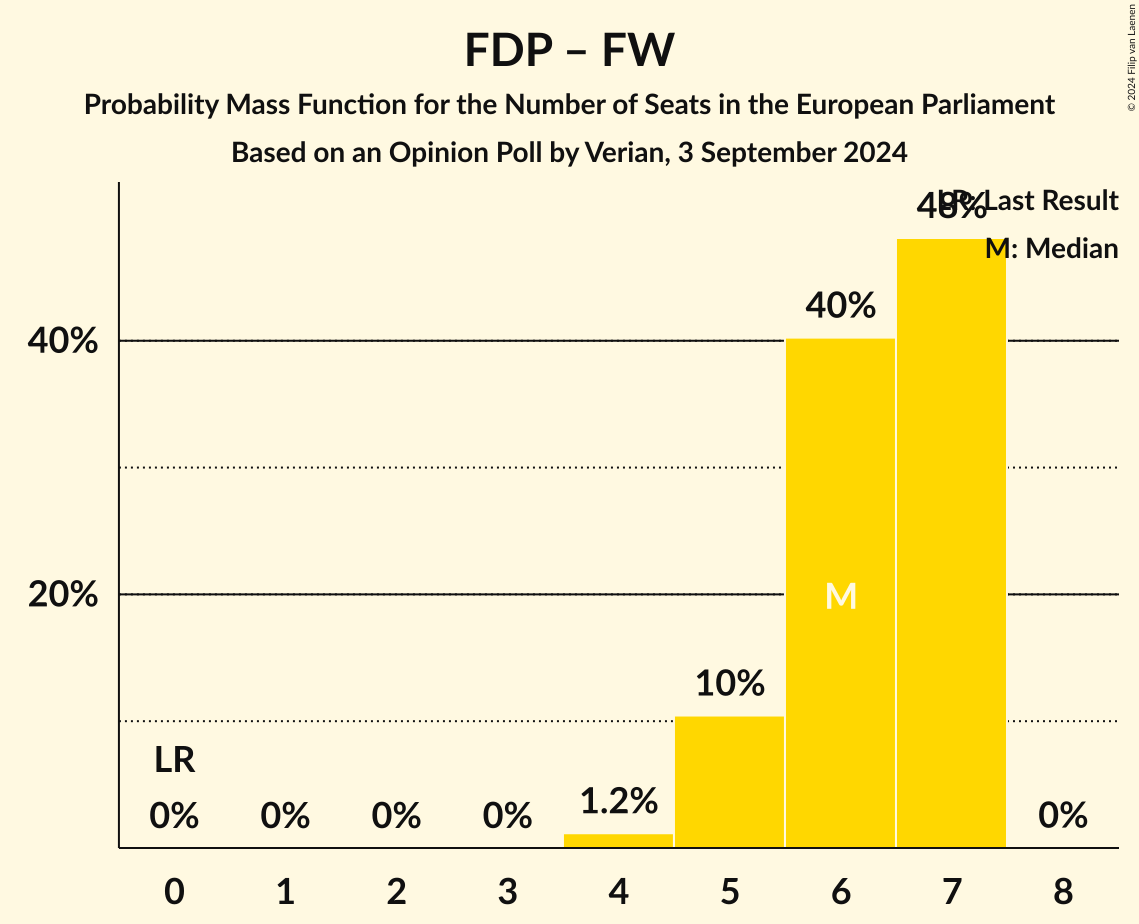 FDP – FW
Probability Mass Function for the Number of Seats in the European Parliament
Based on an Opinion Poll by Verian, 3 September 2024
© 2024 Filip van Laenen
LR: Last Result
M: Median
48%
40%
40%
20%
M
10%
LR
1.2%
0% 0% 0% 0% 0%
0 1 2 3 4 5 6 7 8